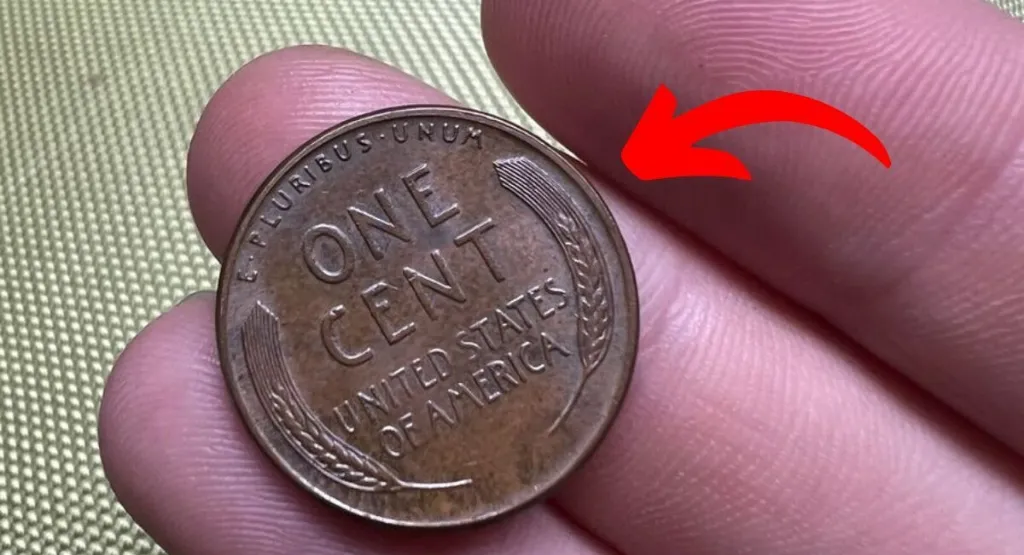 E·PLURIBUS·UNUM
ONE
CENT
UNITED STATES
OF AMERICA